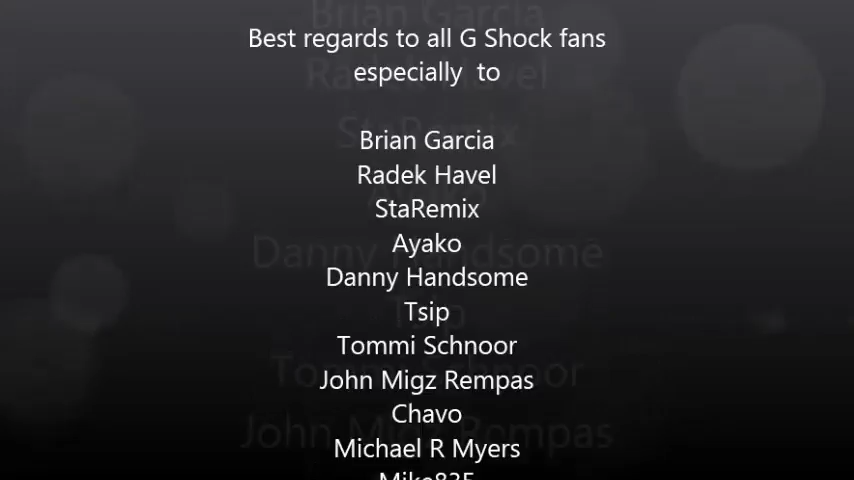 Best regards to all G Shock fans
especially to
Brian Garcia
Radek Havel
StaRemix
Ayako
Danny Handsome
Tsip
Tommi Schnoor
John Migz Rempas
Chavo
Michael R Myers